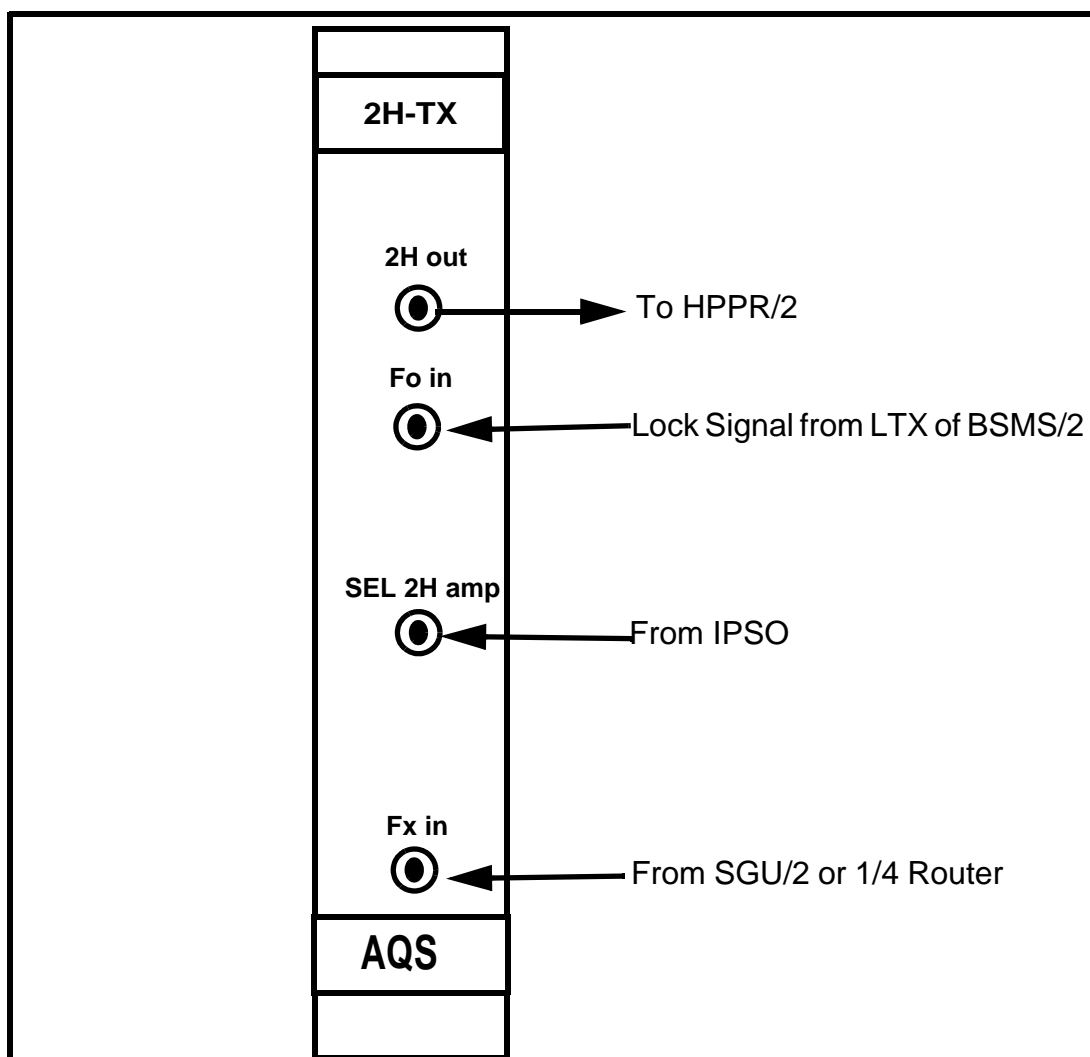 2H-TX
2H out
To HPPR/2
Fo in
Lock Signal from LTX of BSMS/2
SEL 2H amp
From IPSO
Fx in
From SGU/2 or 1/4 Router
AQS